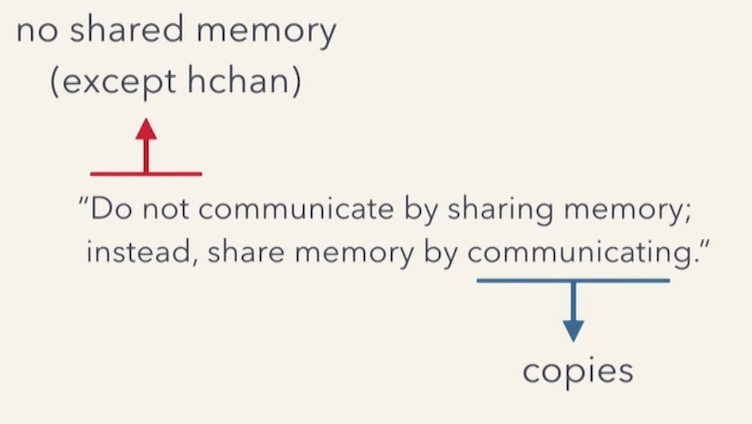 no shared memory
(except hchan)
“Do not communicate by sharing memory;
instead, share memory by communicating.”
copies